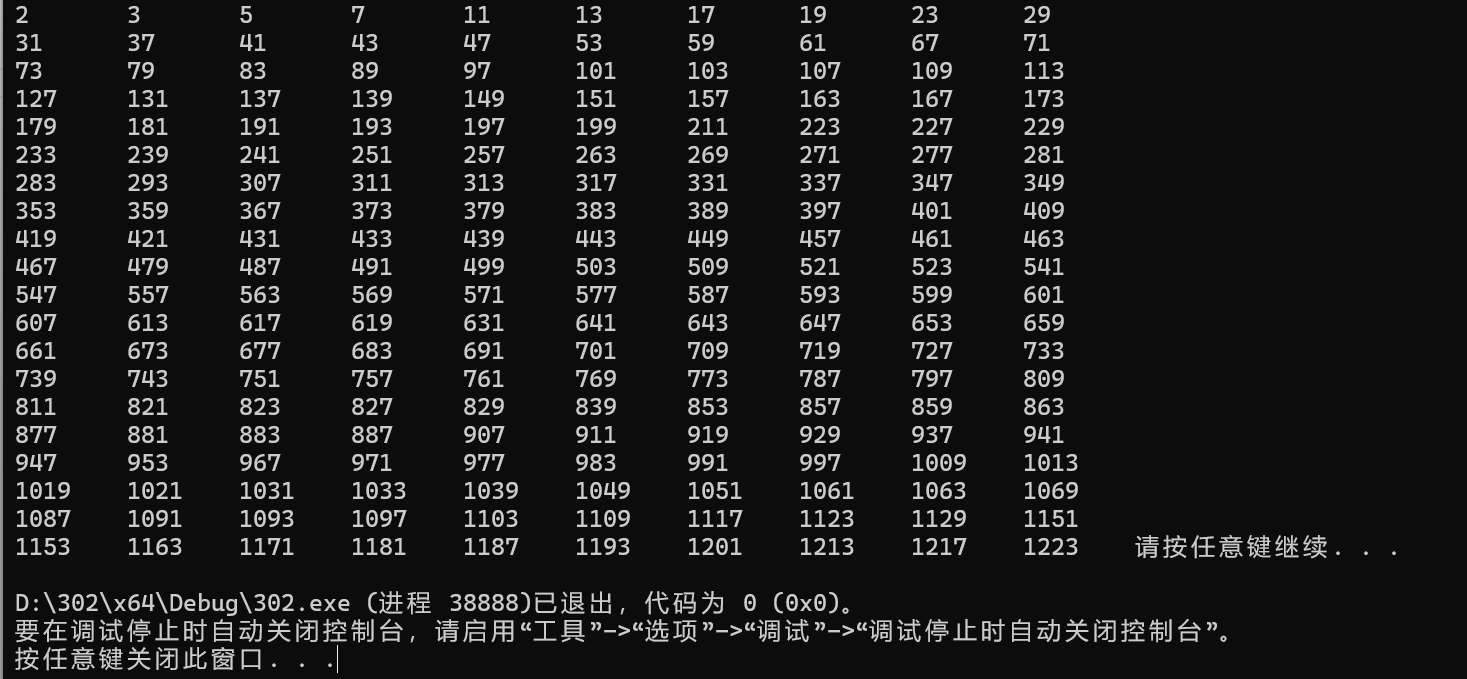 2 3 5 7 11 13 17 19 23 29
31 37 41 43 47 53 59 61 67 71
73 79 83 89 97 101 103 107 109 113
127 131 137 139 149 151 157 163 167 173
179 181 191 193 197 199 211 223 227 229
233 239 241 251 257 263 269 271 277 281
283 293 307 311 313 317 331 337 347 349
353 359 367 373 379 383 389 397 401 409
419 421 431 433 439 443 449 457 461 463
467 479 487 491 499 503 509 521 523 541
547 557 563 569 571 577 587 593 599 601
607 613 617 619 631 641 643 647 653 659
661 673 677 683 691 701 709 719 727 733
739 743 751 757 761 769 773 787 797 809
811 821 823 827 829 839 853 857 859 863
877 881 883 887 907 911 919 929 937 941
947 953 967 971 977 983 991 997 1009 1013
1019 1021 1031 1033 1039 1049 1051 1061 1063 1069
1087 1091 1093 1097 1103 1109 1117 1123 1129 1151
1153 1163 1171 1181 1187 1193 1201 1213 1217 1223 请按任意键继续. . .
D:\302\x64\Debug\302.exe (进程 38888)已退出，代码为 0 (0x0)。
要在调试停止时自动关闭控制台，请启用“工具”->“选项”->“调试”->“调试停止时自动关闭控制台”。
按任意键关闭此窗口. . .